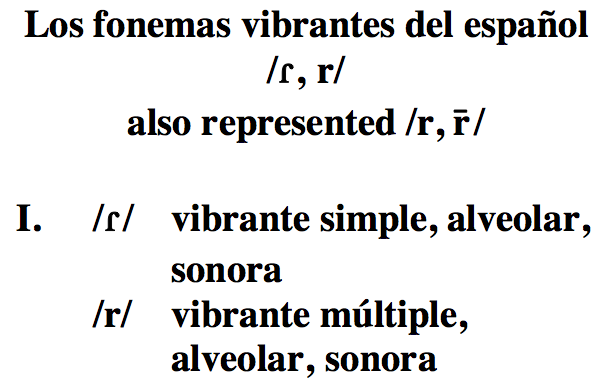 Los fonemas vibrantes del español
/ɾ, r/
also represented /r, r̄/
I. /ɾ/ vibrante simple, alveolar,
sonora
/r/ vibrante múltiple,
alveolar, sonora